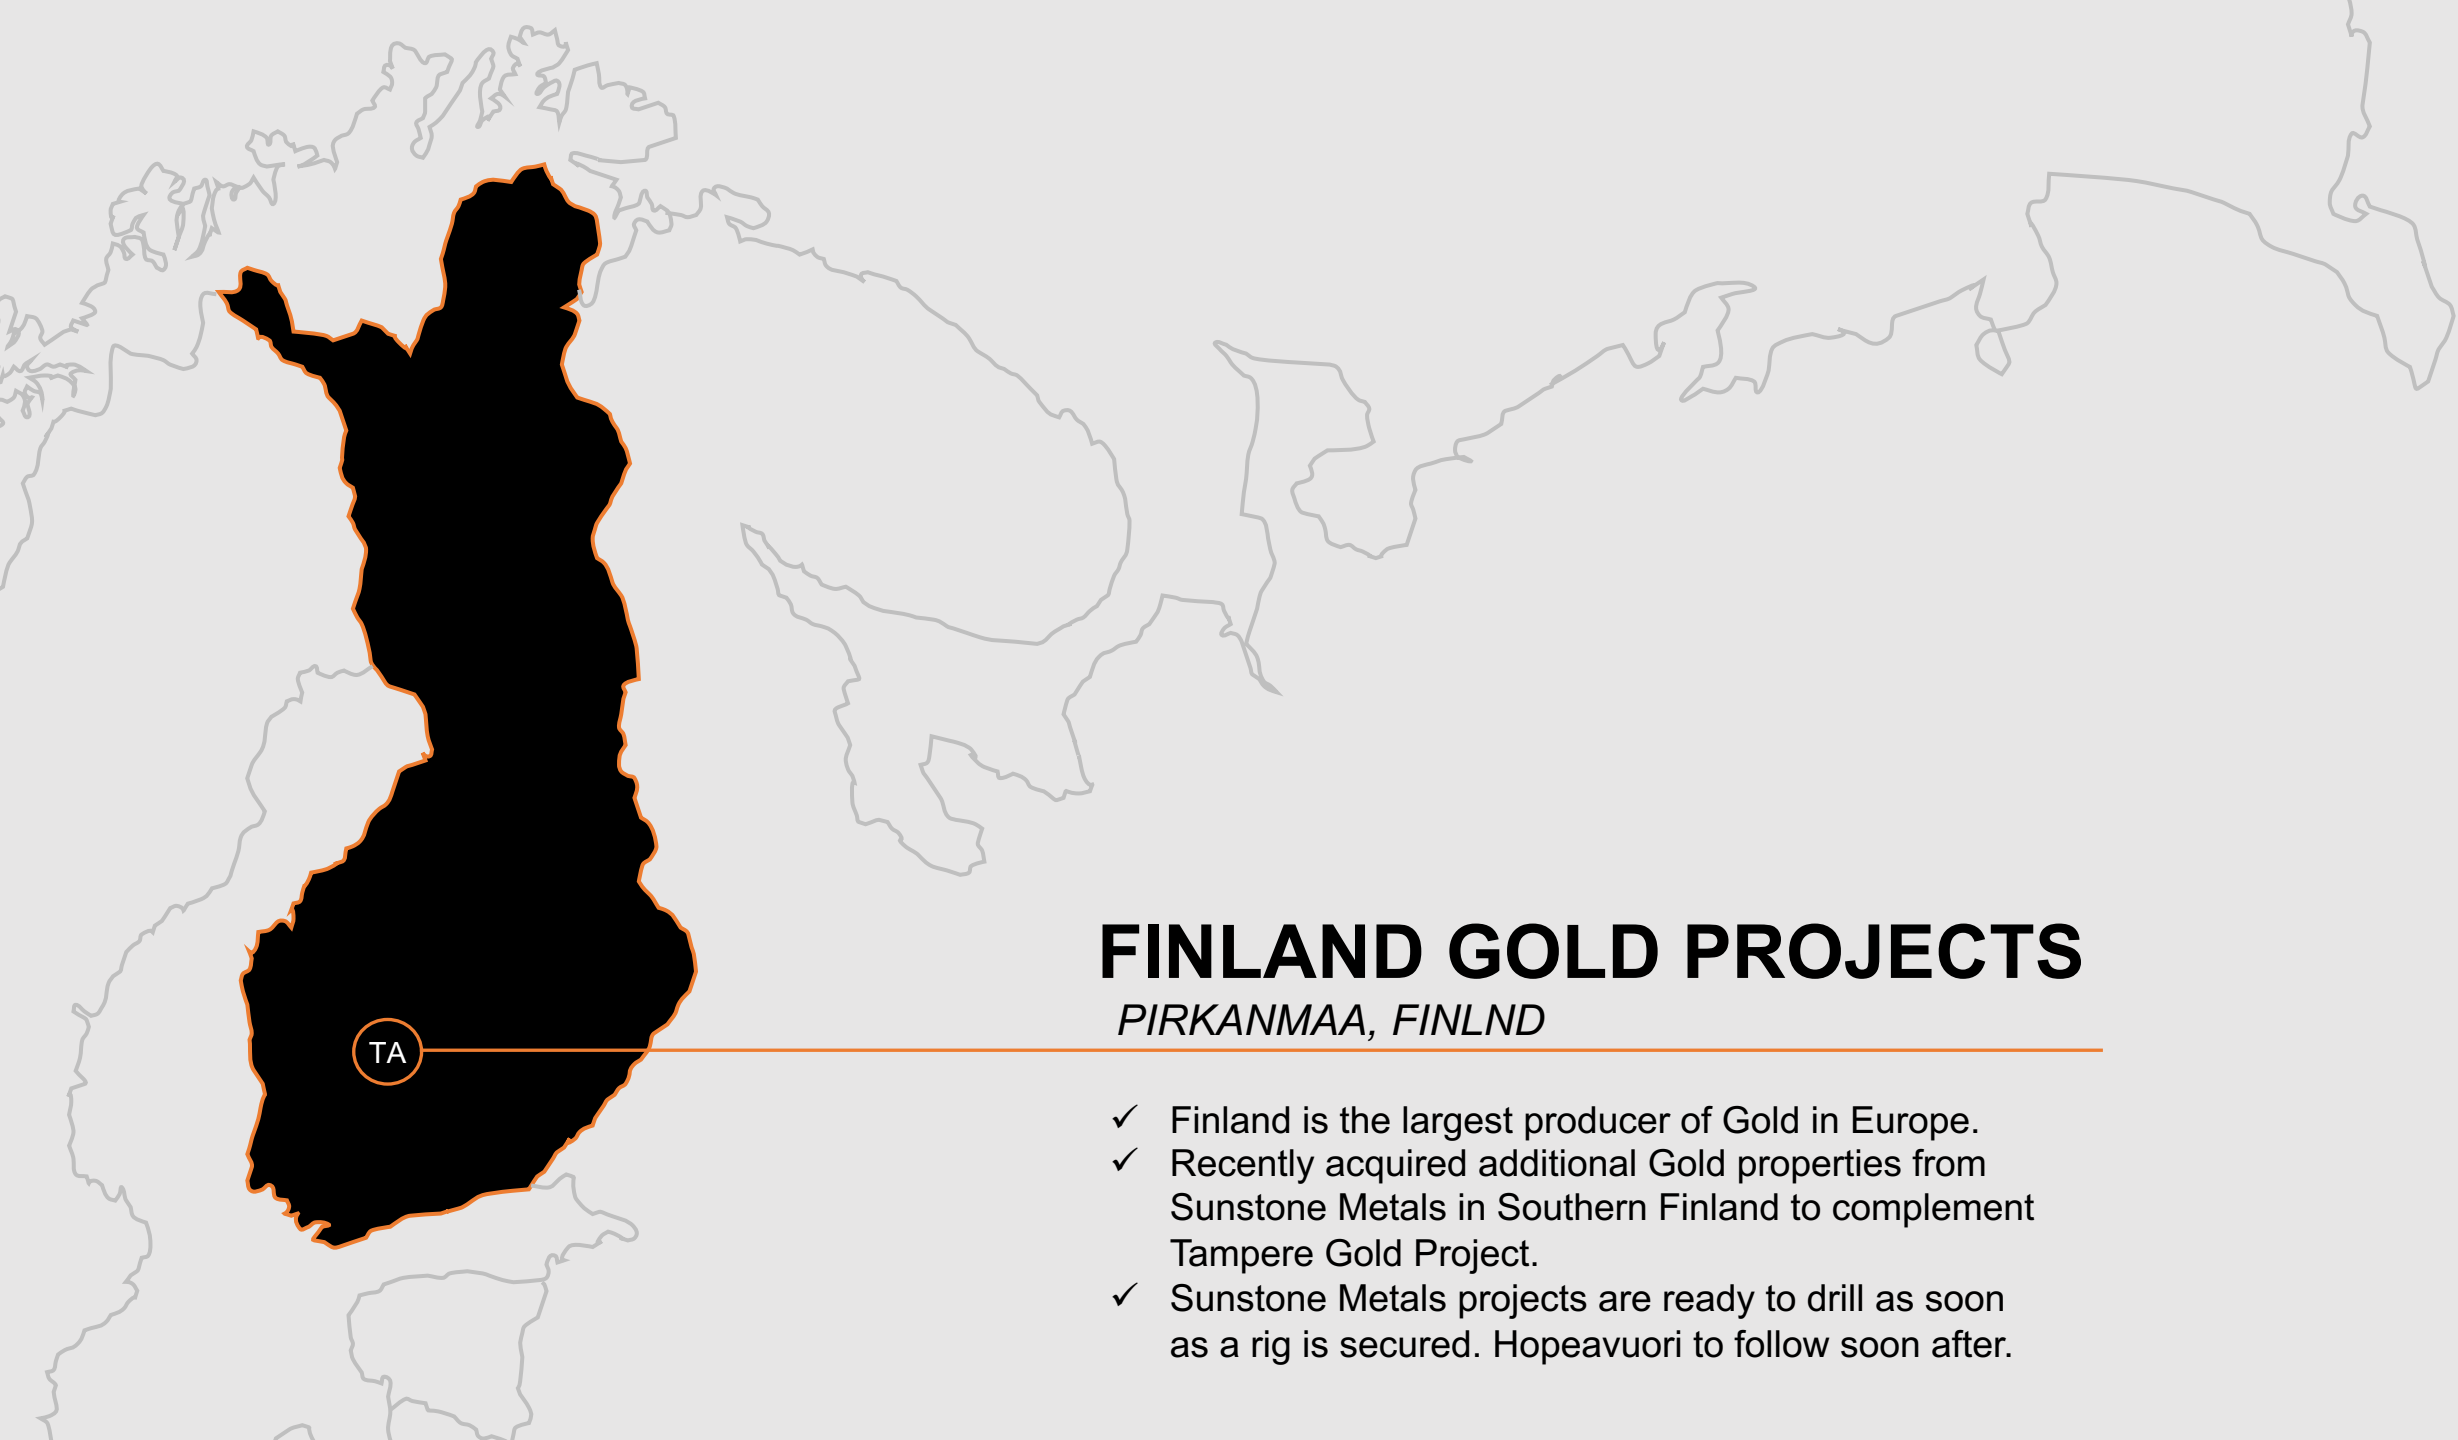 FINLAND GOLD PROJECTS
PIRKANMAA, FINLND
TA
✓ Finland is the largest producer of Gold in Europe.
✓ Recently acquired additional Gold properties from
Sunstone Metals in Southern Finland to complement
Tampere Gold Project.
✓ Sunstone Metals projects are ready to drill as soon
as a rig is secured. Hopeavuori to follow soon after.